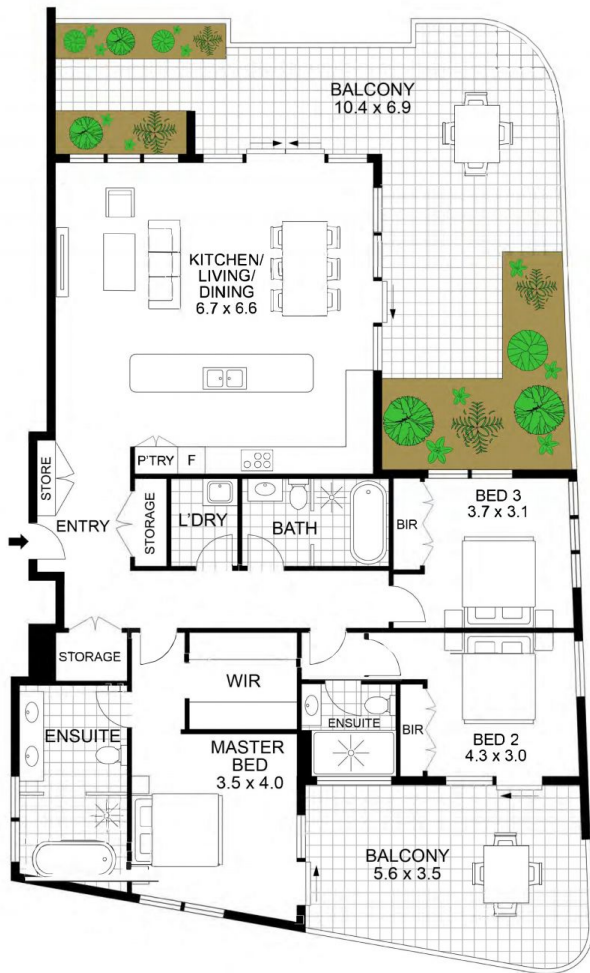 BALCONY
10.4 x 6.9
KITCHEN/
LIVING/
DINING
6.7 x 6.6
P'TRY
F
STORE
ENTRY
STORAGE
L'DRY
BATH
BIR
BED 3
3.7 x 3.1
STORAGE
WIR
ENSUITE
ENSUITE
BIR
BED 2
4.3 x 3.0
MASTER
BED
3.5 x 4.0
BALCONY
5.6 x 3.5